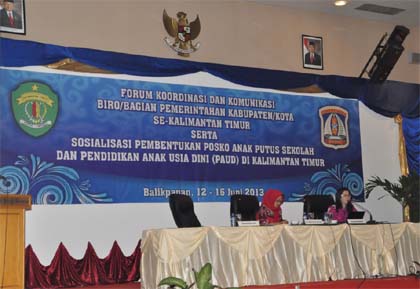 FORUM KOORDINASI DAN KOMUNIKASI
BIRO/BAGIAN PEMERINTAHAN KABUPATEN/KOTA
SE-KALIMANTAN TIMUR
SERTA
SOSIALISASI PEMBENTUKAN POSKO ANAK PUTUS SEKOLAH
DAN PENDIDIKAN ANAK USIA DINI (PAUD) DI KALIMANTAN TIMUR
Balikpapan, 12 - 16 Juni 2013